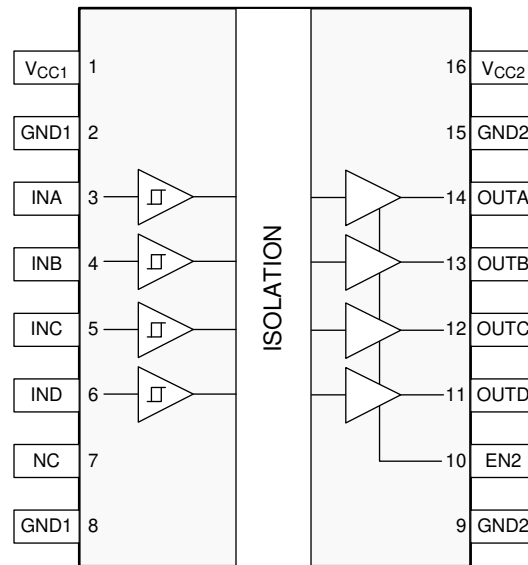 VCC1 1 16 VCC2
GND1 2 15 GND2
INA 3 14 OUTA
INB 4 13 OUTB
INC 5 12 OUTC
IND 6 11 OUTD
NC 7 10 EN2
GND1 8 9 GND2
ISOLATION